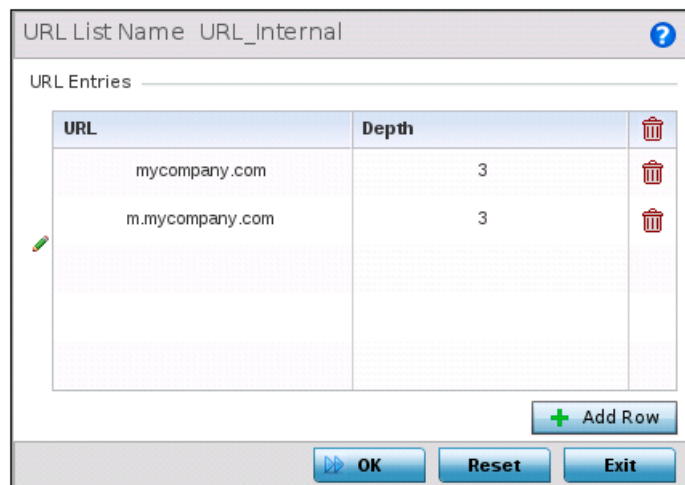 URL List Name URL_Internal ?
URL Entries
URL Depth
mycompany.com 3
m.mycompany.com 3
Add Row
OK Reset Exit